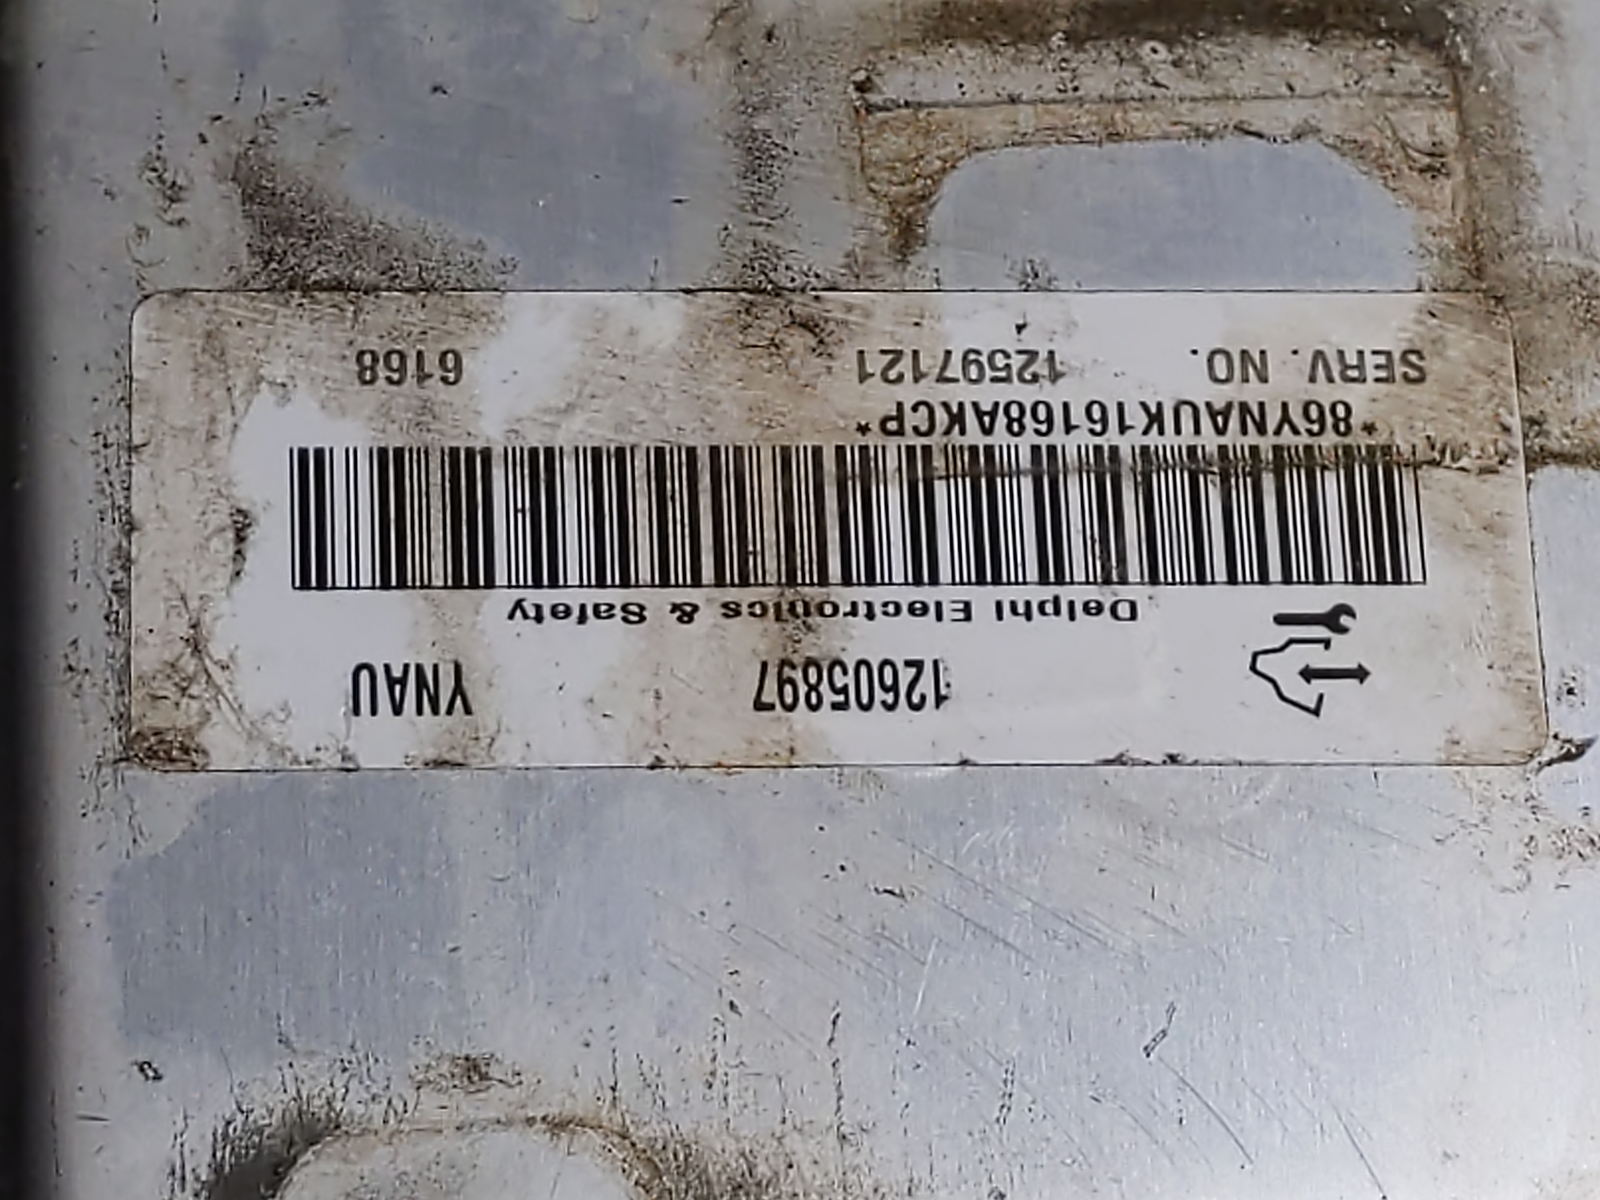 12605897 YNAU
Delphi Electronics & Safety
*86YNAUK16168AKCP*
SERV. NO. 12597121 6168